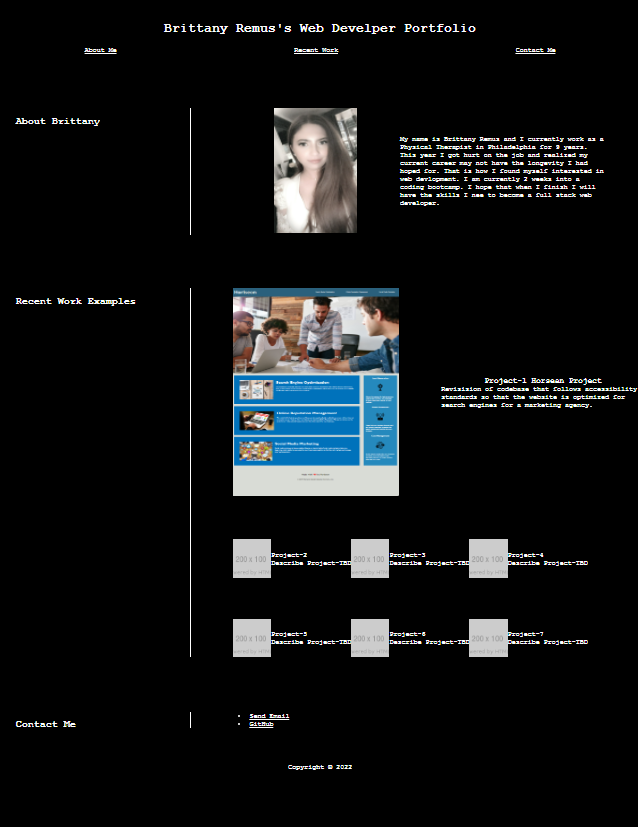 Brittany Remus's Web Develper Portfolio
About Me
Recent Work
Contact Me
About Brittany
My name is Brittany Remus and I currently work as a
Physical Therapist in Philadelphia for 9 years.
This year I got hurt on the job and realized my
current career may not have the longevity I had
hoped for. That is how I found myself interested in
web devlopment. I am currently 2 weeks into a
coding bootcamp. I hope that when I finish I will
have the skills I nee to become a full stack web
developer.
Recent Work Examples
Search Engine Optimization
Online Reputation Management
Social Media Marketing
Project-1 Horsean Project
Revisision of codebase that follows accessibility
standards so that the website is optimized for
search engines for a marketing agency.
200 x 100
Project-2
Describe Project-TBD
200 x 100
Project-3
Describe Project-TBD
300 x 100
Project-4
Describe Project-TBD
200 x 100
Project-5
Describe Project-TBD
200 x 100
Project-6
Describe Project-TBD
300 x 100
Project-7
Describe Project-TBD
Contact Me
Send Email
GitHub
Copyright © 2022